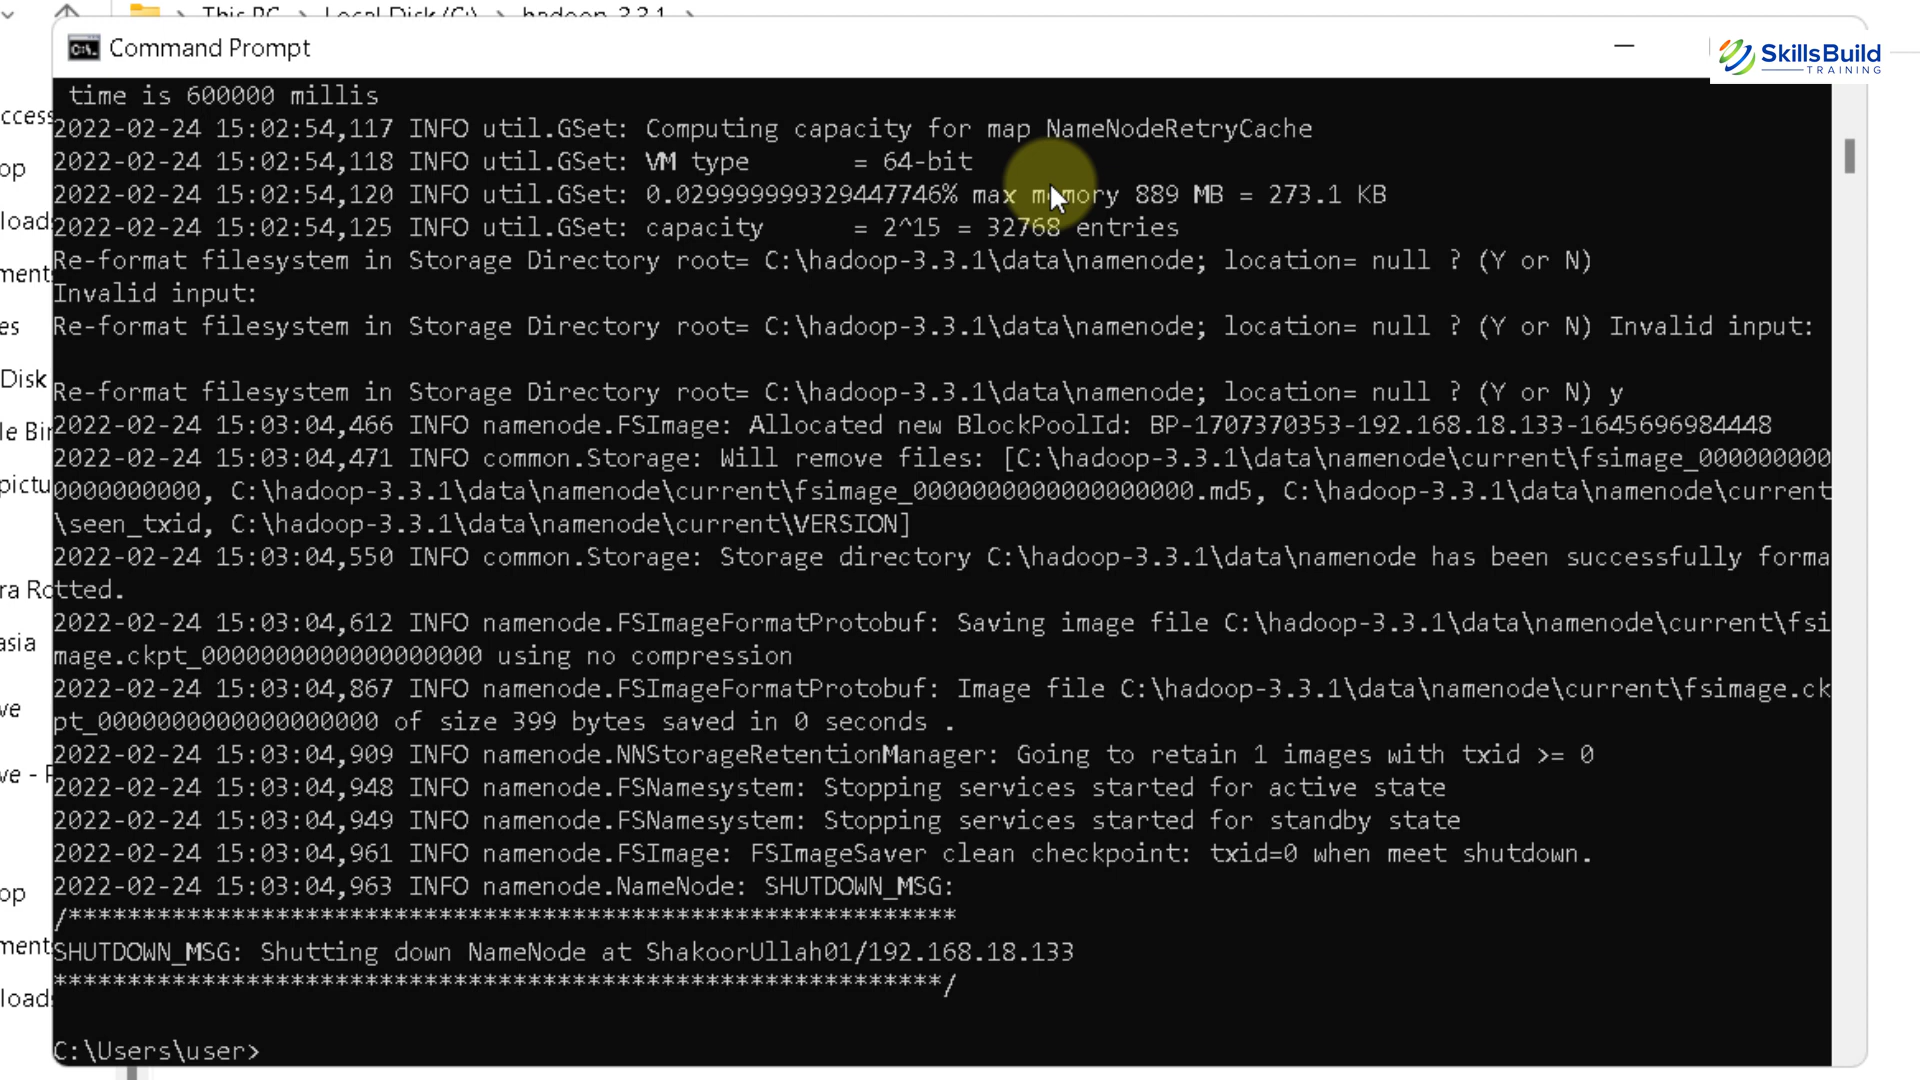 This PC > Local Disk (C:) > hadoop-3.3.1 >
Command Prompt
SkillsBuild
TRAINING
time is 600000 millis
2022-02-24 15:02:54,117 INFO util.GSet: Computing capacity for map NameNodeRetryCache
2022-02-24 15:02:54,118 INFO util.GSet: VM type       = 64-bit
2022-02-24 15:02:54,120 INFO util.GSet: 0.029999999329447746% max memory 889 MB = 273.1 KB
2022-02-24 15:02:54,125 INFO util.GSet: capacity      = 2^15 = 32768 entries
Re-format filesystem in Storage Directory root= C:\hadoop-3.3.1\data\namenode; location= null ? (Y or N)
Invalid input:
Re-format filesystem in Storage Directory root= C:\hadoop-3.3.1\data\namenode; location= null ? (Y or N) Invalid input:
Re-format filesystem in Storage Directory root= C:\hadoop-3.3.1\data\namenode; location= null ? (Y or N) y
2022-02-24 15:03:04,466 INFO namenode.FSImage: Allocated new BlockPoolId: BP-1707370353-192.168.18.133-1645696984448
2022-02-24 15:03:04,471 INFO common.Storage: Will remove files: [C:\hadoop-3.3.1\data\namenode\current\fsimage_000000000
0000000000, C:\hadoop-3.3.1\data\namenode\current\fsimage_0000000000000000000.md5, C:\hadoop-3.3.1\data\namenode\current
\seen_txid, C:\hadoop-3.3.1\data\namenode\current\VERSION]
2022-02-24 15:03:04,550 INFO common.Storage: Storage directory C:\hadoop-3.3.1\data\namenode has been successfully forma
tted.
2022-02-24 15:03:04,612 INFO namenode.FSImageFormatProtobuf: Saving image file C:\hadoop-3.3.1\data\namenode\current\fsi
mage.ckpt_0000000000000000000 using no compression
2022-02-24 15:03:04,867 INFO namenode.FSImageFormatProtobuf: Image file C:\hadoop-3.3.1\data\namenode\current\fsimage.ck
pt_0000000000000000000 of size 399 bytes saved in 0 seconds .
2022-02-24 15:03:04,909 INFO namenode.NNStorageRetentionManager: Going to retain 1 images with txid >= 0
2022-02-24 15:03:04,948 INFO namenode.FSNamesystem: Stopping services started for active state
2022-02-24 15:03:04,949 INFO namenode.FSNamesystem: Stopping services started for standby state
2022-02-24 15:03:04,961 INFO namenode.FSImage: FSImageSaver clean checkpoint: txid=0 when meet shutdown.
2022-02-24 15:03:04,963 INFO namenode.NameNode: SHUTDOWN_MSG:
/************************************************************
SHUTDOWN_MSG: Shutting down NameNode at ShakoorUllah01/192.168.18.133
************************************************************/
C:\Users\user>